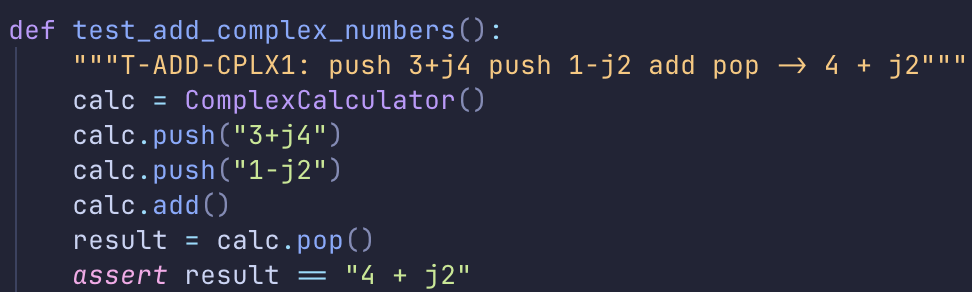 def test_add_complex_numbers():
    """T-ADD-CPLX1: push 3+j4 push 1-j2 add pop -> 4 + j2"""
    calc = ComplexCalculator()
    calc.push("3+j4")
    calc.push("1-j2")
    calc.add()
    result = calc.pop()
    assert result == "4 + j2"